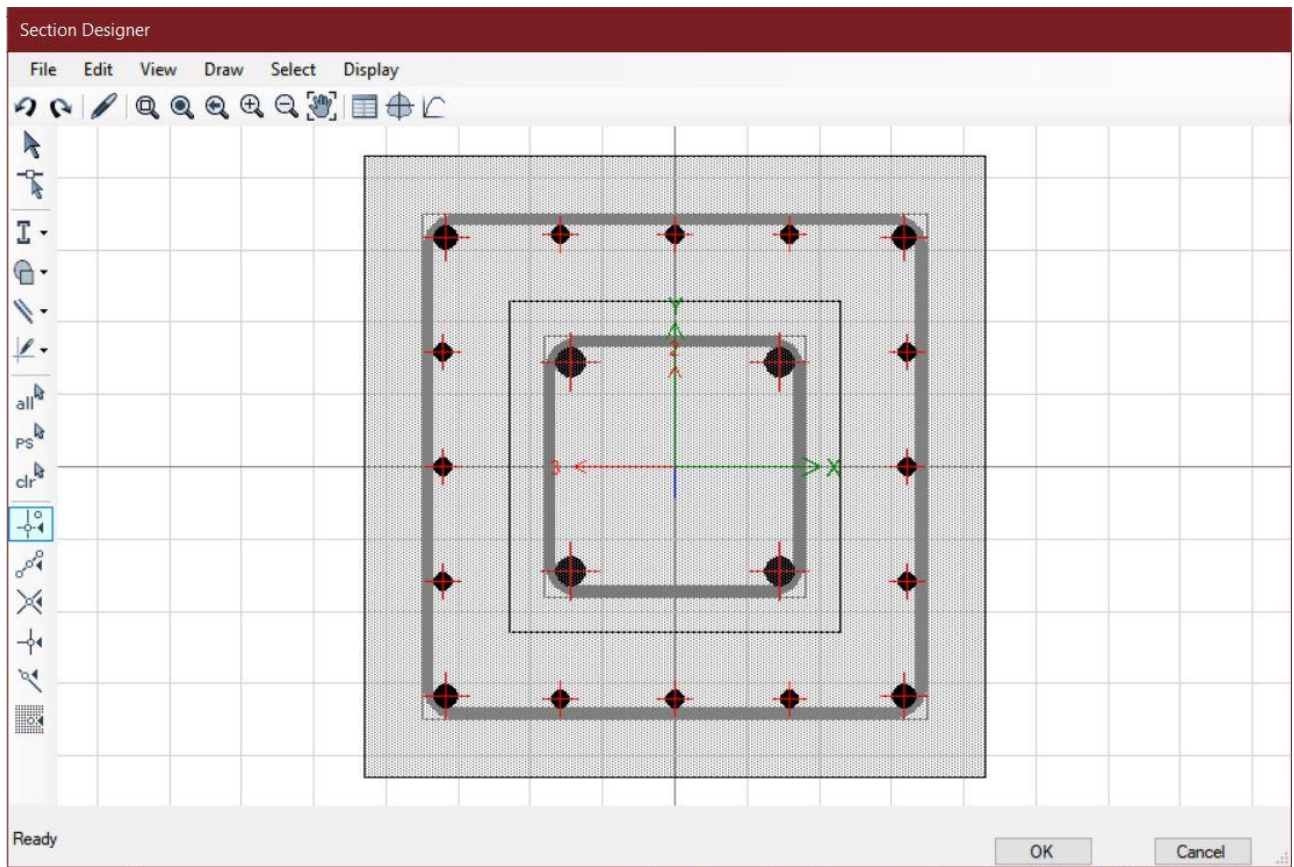 Section Designer
File Edit View Draw Select Display
all
PS
clr
Y
2
3
X
Ready
OK Cancel